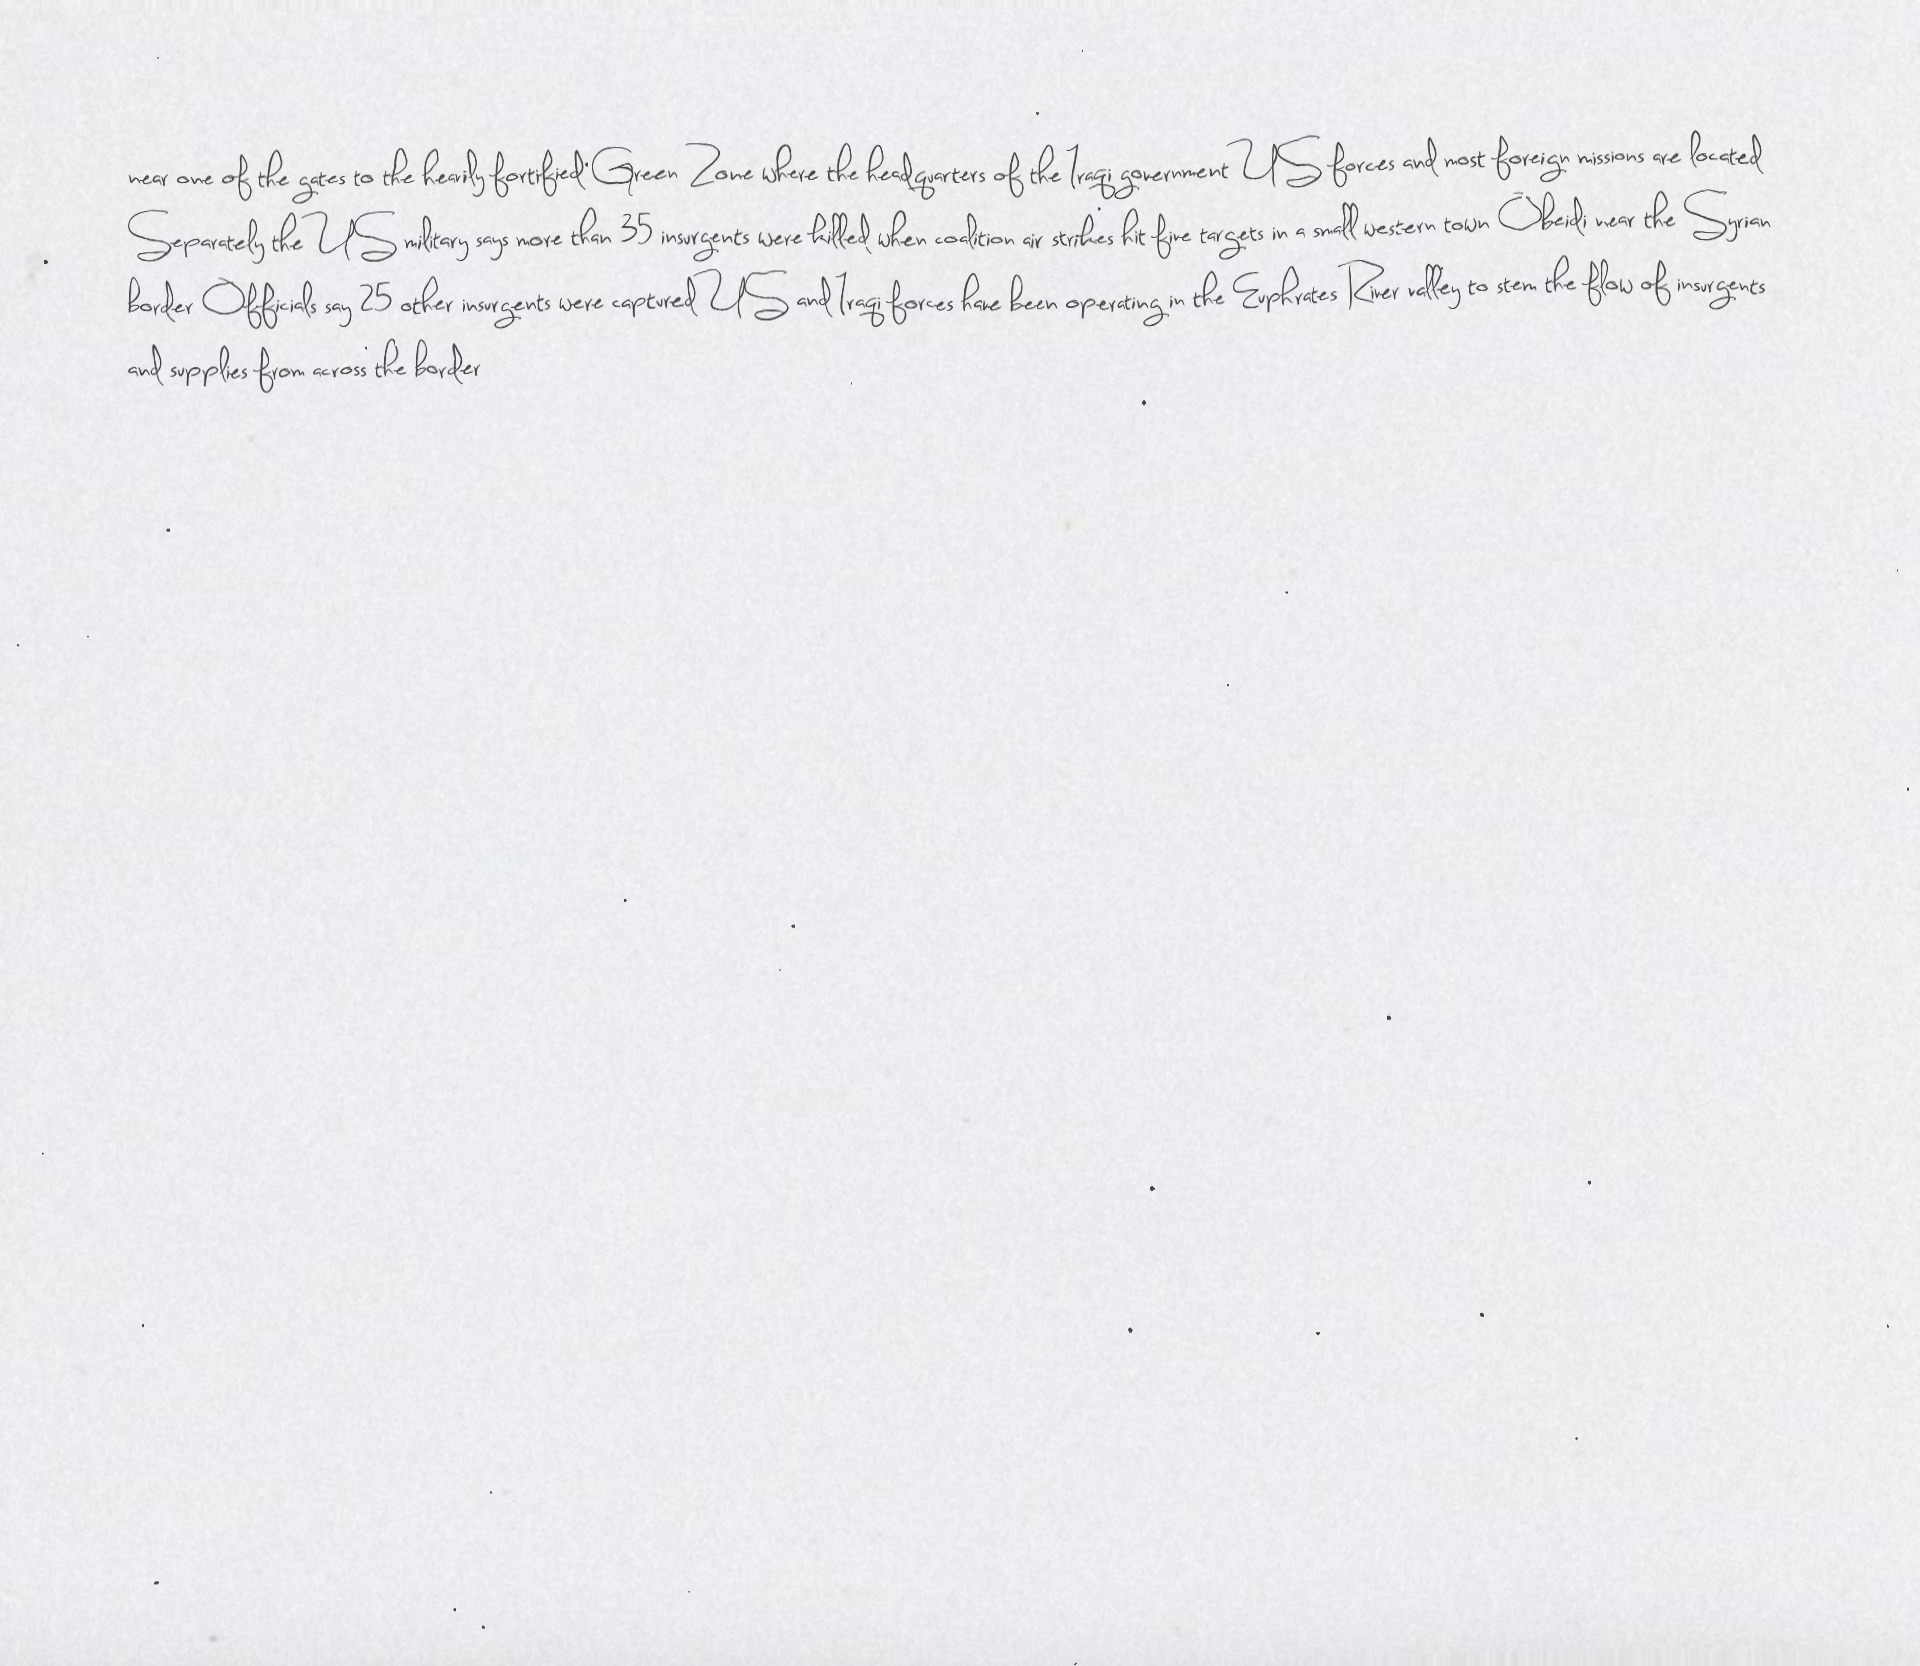 near one of the gates to the heavily fortified Green Zone where the headquarters of the Iraqi government US forces and most foreign missions are located
Separately the US military says more than 35 insurgents were killed when coalition air strikes hit five targets in a small western town Obeidi near the Syrian
border Officials say 25 other insurgents were captured US and Iraqi forces have been operating in the Euphrates River valley to stem the flow of insurgents
and supplies from across the border